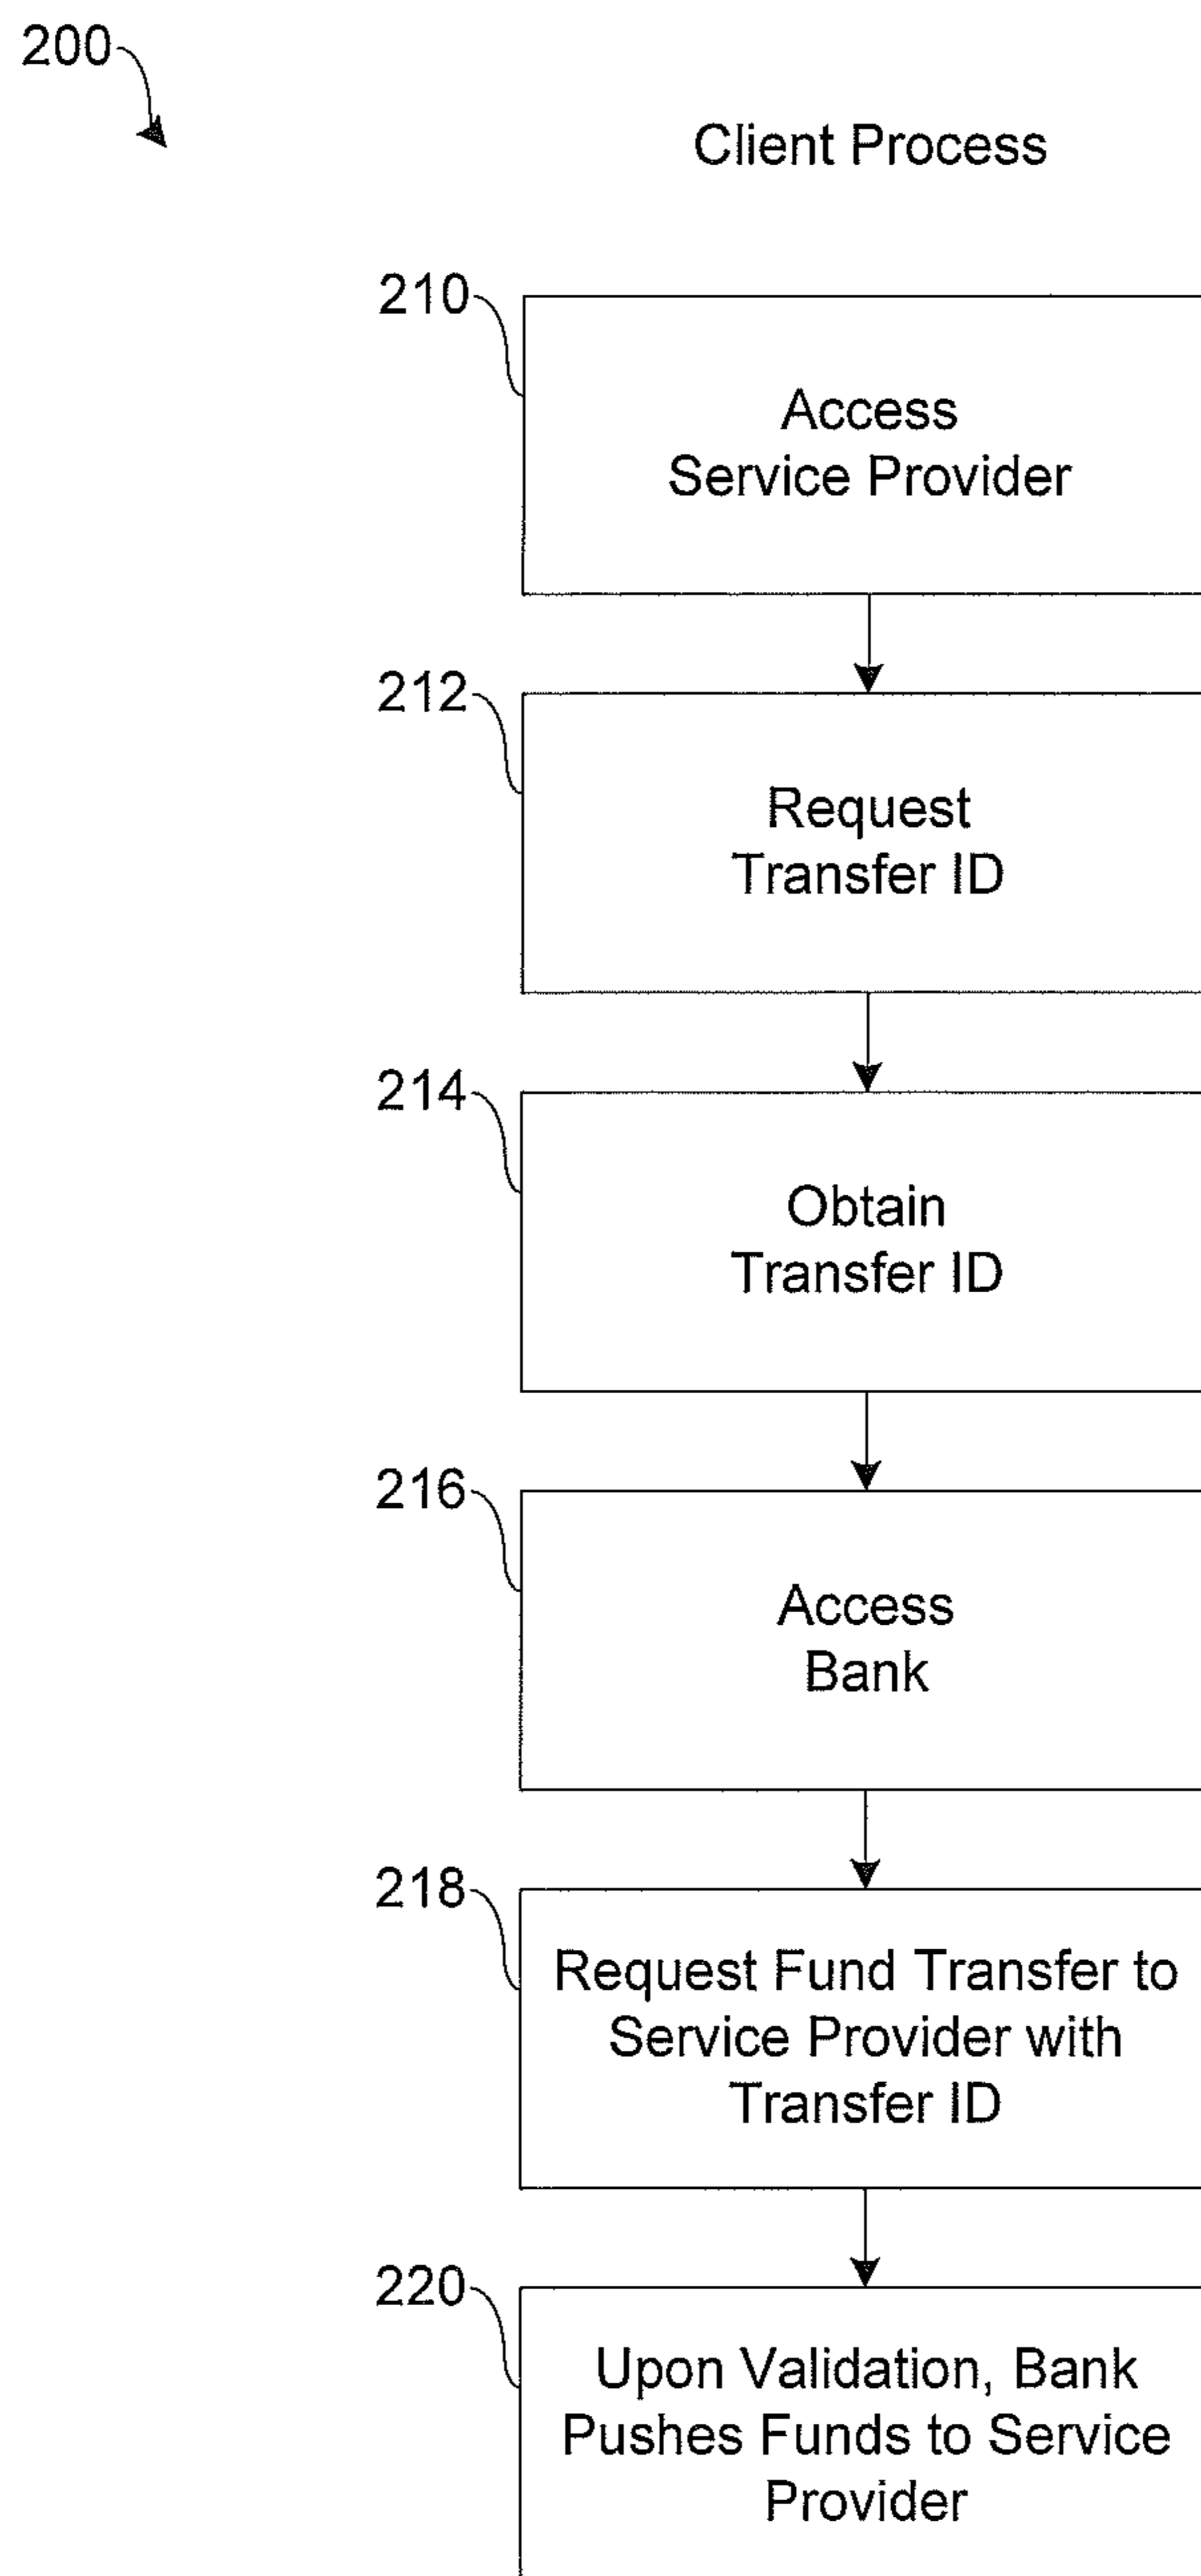 200
Client Process
210
Access
Service Provider
212
Request
Transfer ID
214
Obtain
Transfer ID
216
Access
Bank
218
Request Fund Transfer to
Service Provider with
Transfer ID
220
Upon Validation, Bank
Pushes Funds to Service
Provider